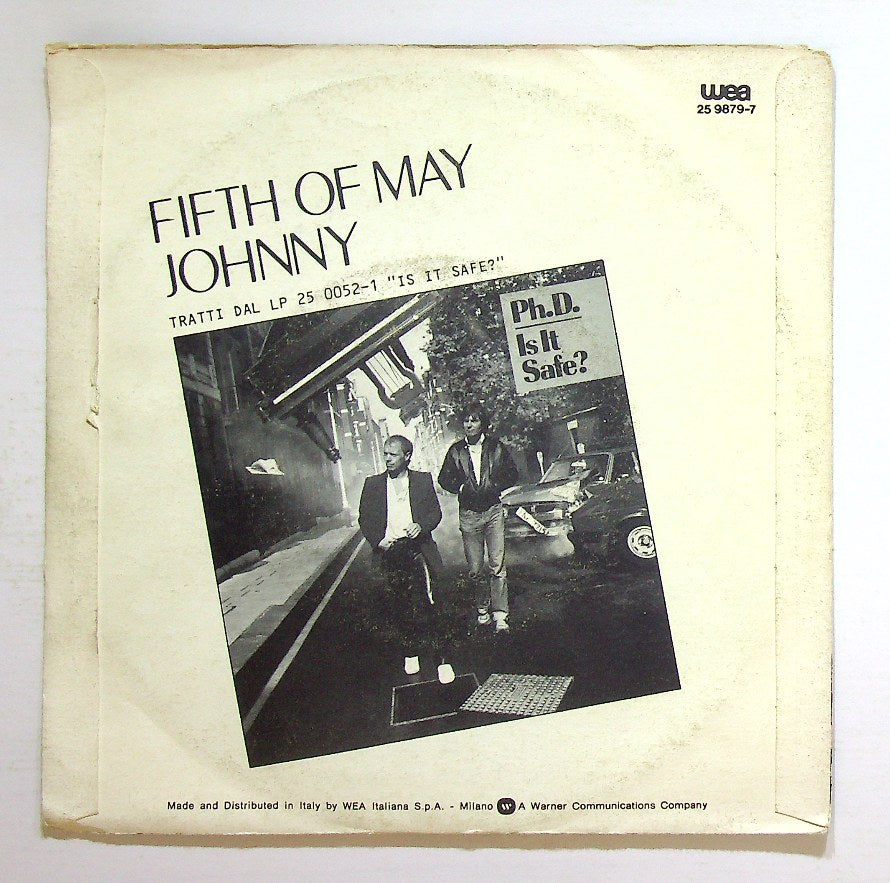 wea
25 9879-7
FIFTH OF MAY
JOHNNY
TRATTI DAL LP 25 0052-1 "IS IT SAFE?"
Ph.D.
Is It
Safe?
Made and Distributed in Italy by WEA Italiana S.p.A. - Milano W A Warner Communications Company